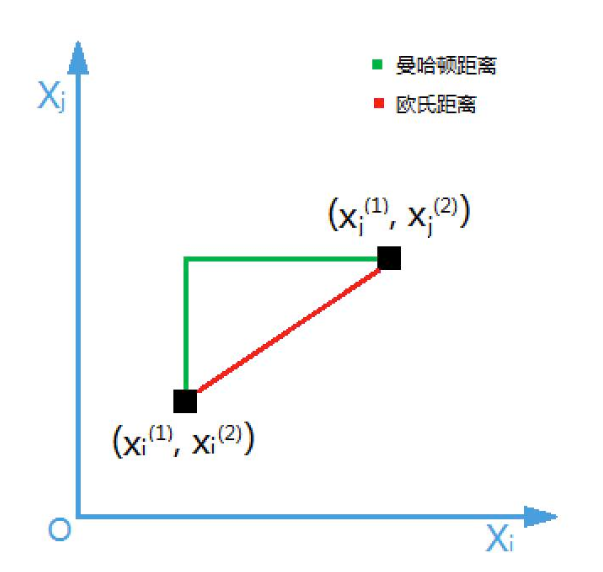 曼哈顿距离
Xj
欧氏距离
(xj(1), xj(2))
(xi(1), xi(2))
O
Xi